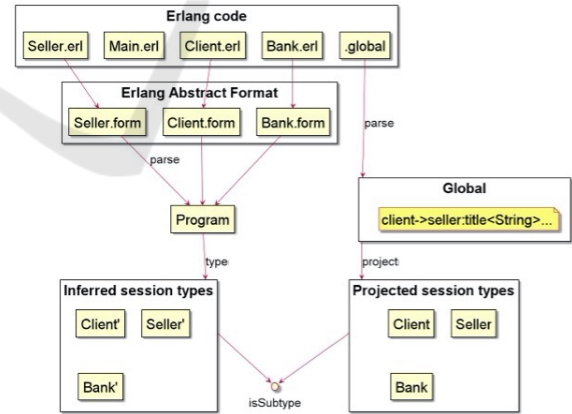 Erlang code
Seller.erl Main.erl Client.erl Bank.erl .global
Erlang Abstract Format
Seller.form Client.form Bank.form
parse
parse
Global
client->seller:title<String>...
Program
type
project
Inferred session types
Projected session types
Client' Seller'
Client Seller
Bank'
Bank
isSubtype